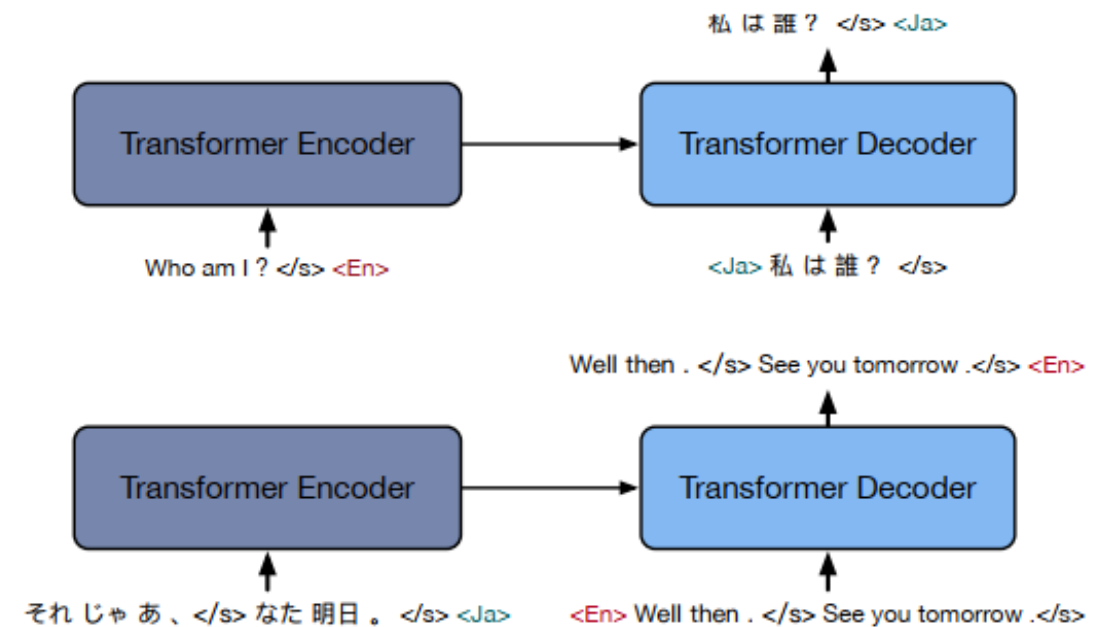 私 は 誰 ? </s> <Ja>
Transformer Encoder
Transformer Decoder
Who am I ? </s> <En>
<Ja> 私 は 誰 ? </s>
Well then . </s> See you tomorrow .</s> <En>
Transformer Encoder
Transformer Decoder
それ じゃ あ 、</s> なた 明日 。 </s> <Ja>
<En> Well then . </s> See you tomorrow .</s>